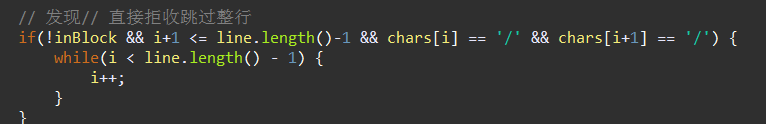 // 发现// 直接拒收跳过整行
if(!inBlock && i+1 <= line.length()-1 && chars[i] == '/' && chars[i+1] == '/') {
    while(i < line.length() - 1) {
        i++;
    }
}